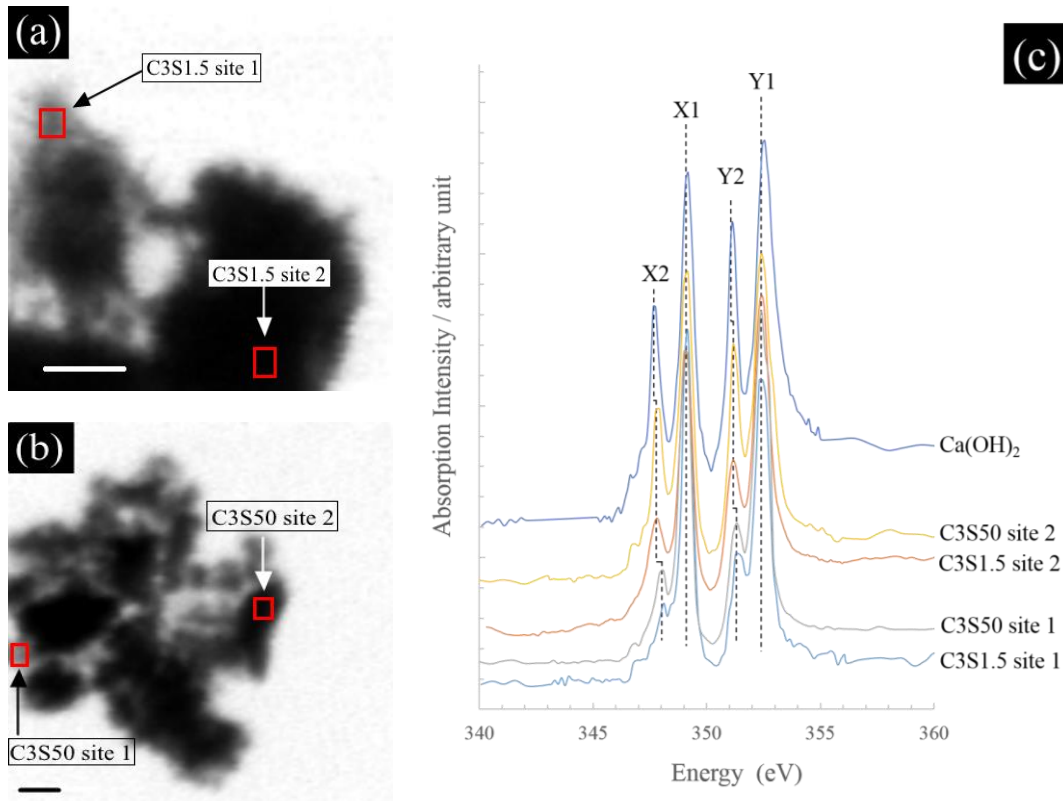 (a)
C3S1.5 site 1
C3S1.5 site 2
(b)
C3S50 site 2
C3S50 site 1
(c)
Absorption Intensity / arbitrary unit
X2
X1
Y2
Y1
Ca(OH)₂
C3S50 site 2
C3S1.5 site 2
C3S50 site 1
C3S1.5 site 1
340 345 350 355 360
Energy (eV)